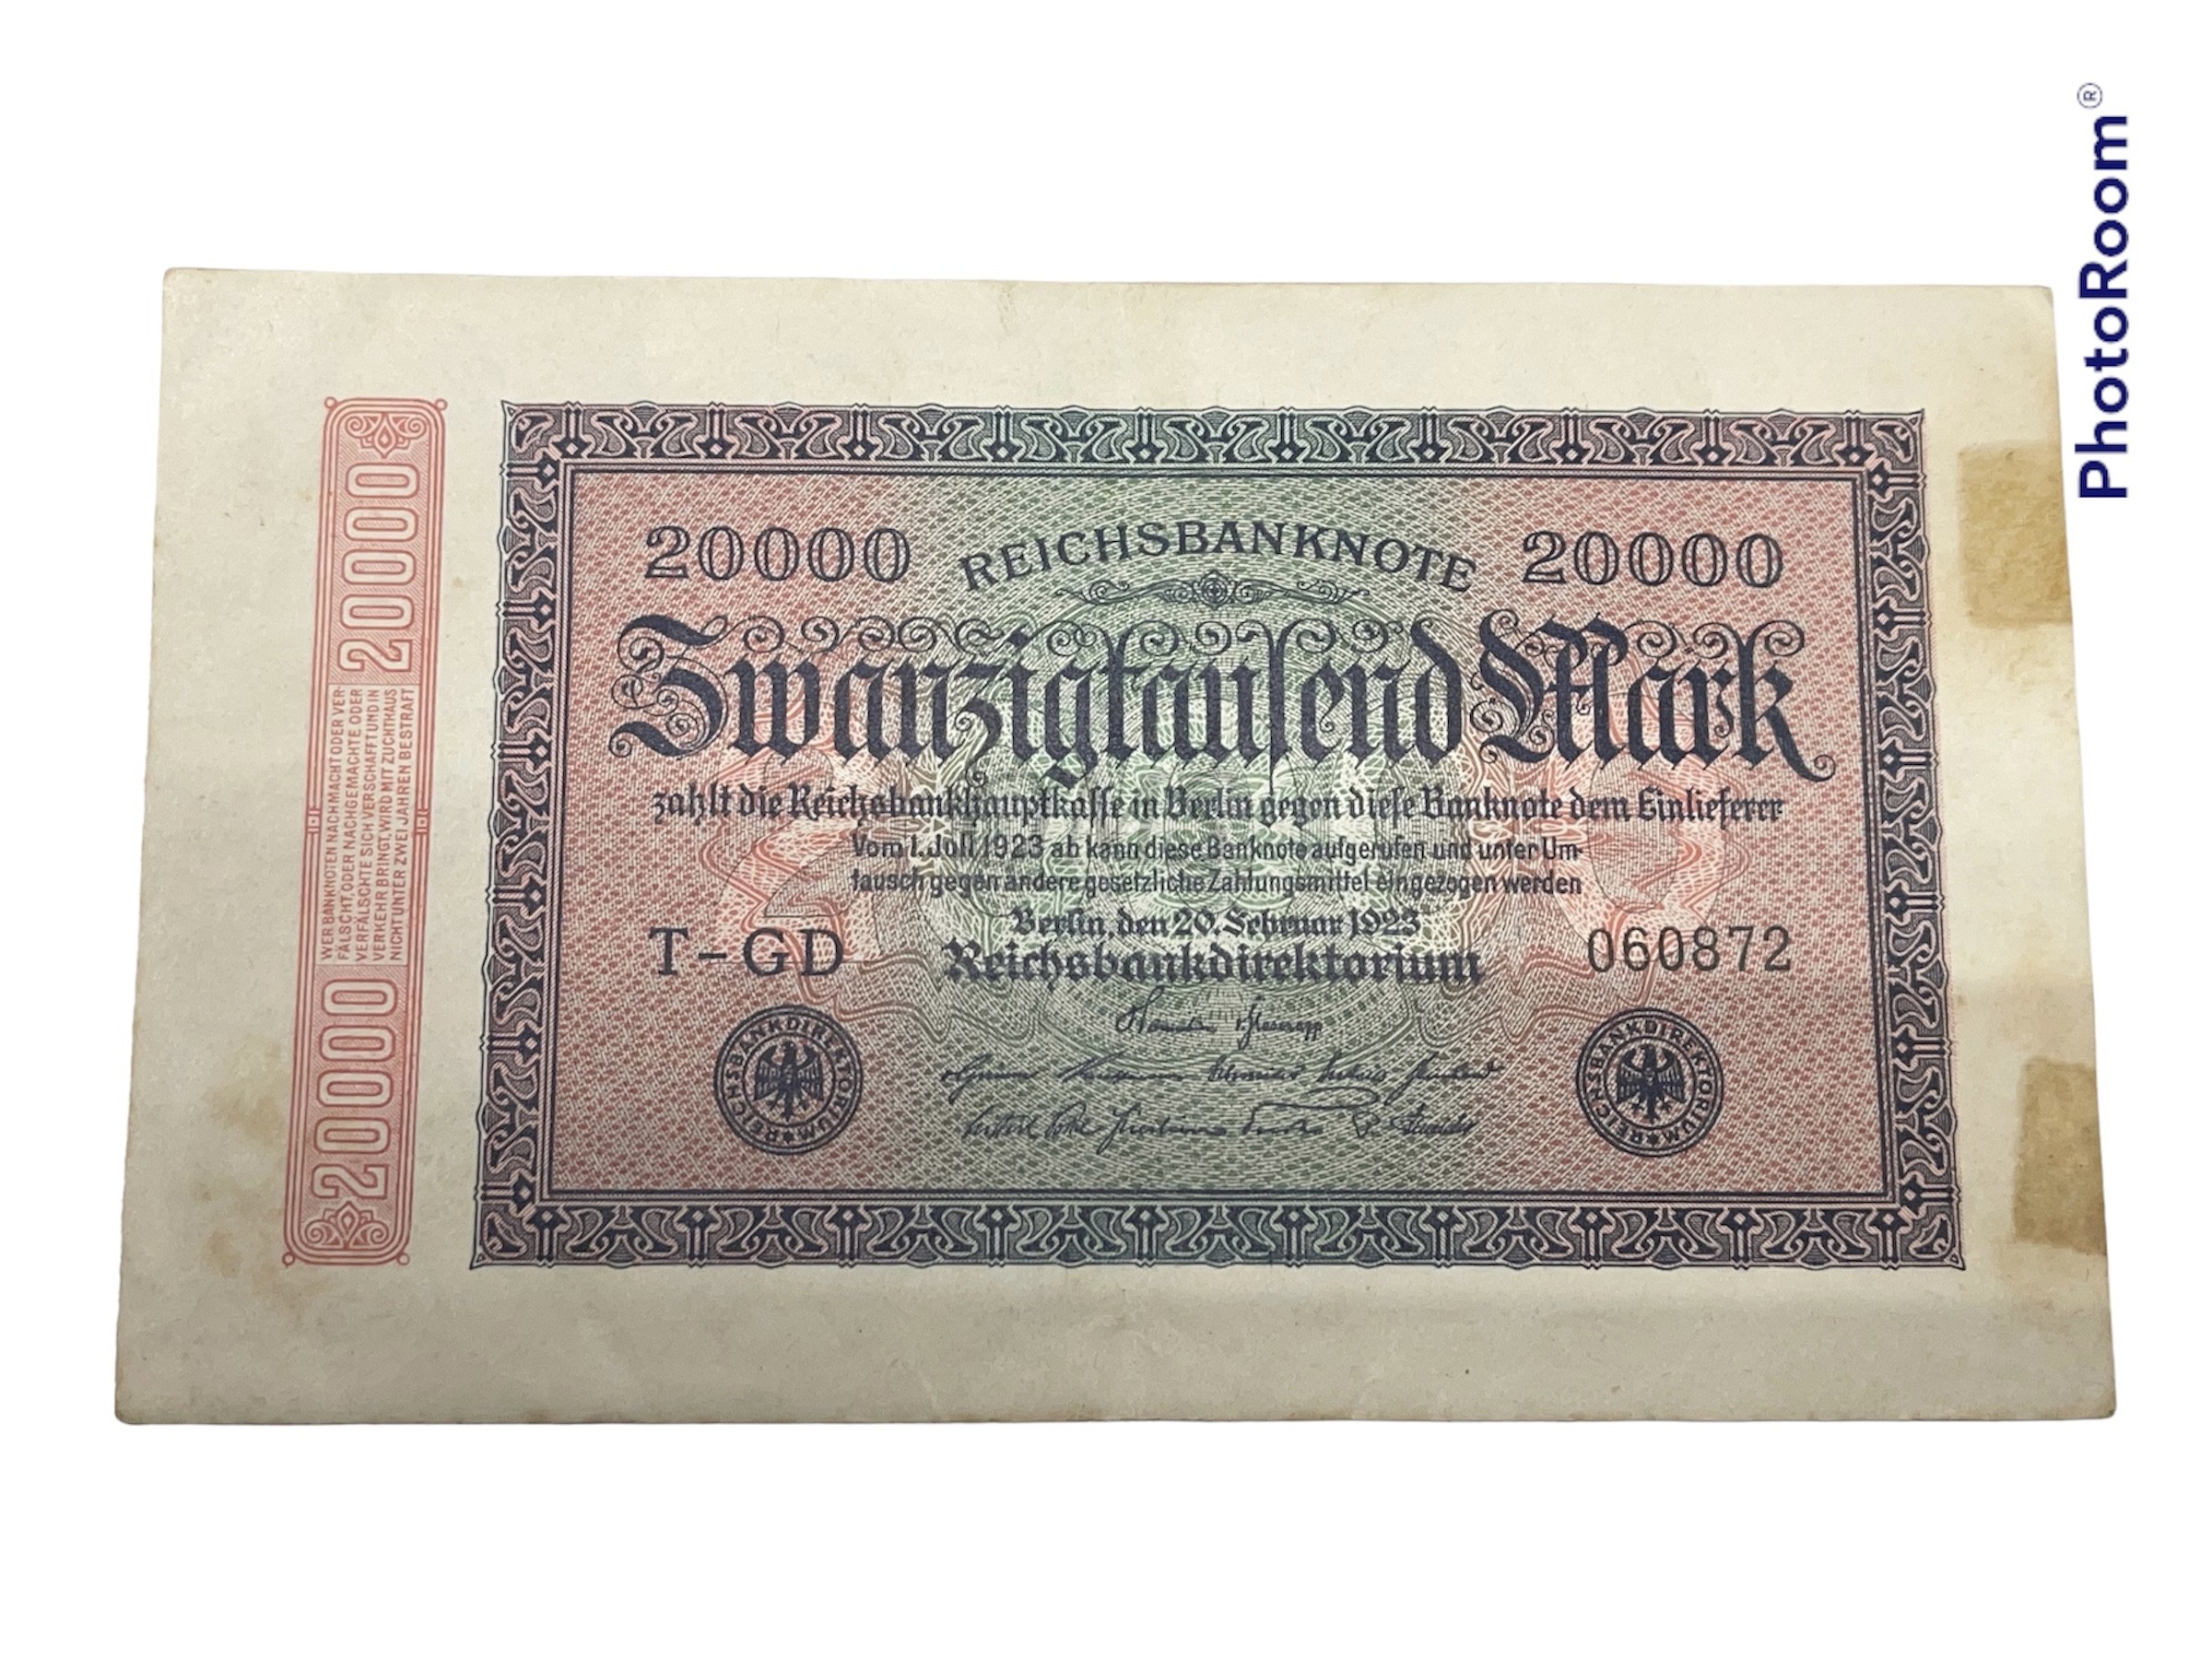 PhotoRoom®
20000
WER BANKNOTEN NACHMACHT ODER VER-
FÄLSCHT, ODER NACHGEMACHTE ODER
VERFÄLSCHTE SICH VERSCHAFFT UND IN
VERKEHR BRINGT, WIRD MIT ZUCHTHAUS
NICHT UNTER ZWEI JAHREN BESTRAFT
20000
20000 REICHSBANKNOTE 20000
Zwanzigtausend Mark
zahlt die Reichsbankhauptkasse in Berlin gegen diese Banknote dem Einlieferer
Vom 1. Juli 1923 ab kann diese Banknote aufgerufen und unter Um-
tausch gegen andere gesetzliche Zahlungsmittel eingezogen werden
Berlin, den 20. Februar 1923
T-GD Reichsbankdirektorium 060872
REICHSBANKDIREKTORIUM
REICHSBANKDIREKTORIUM